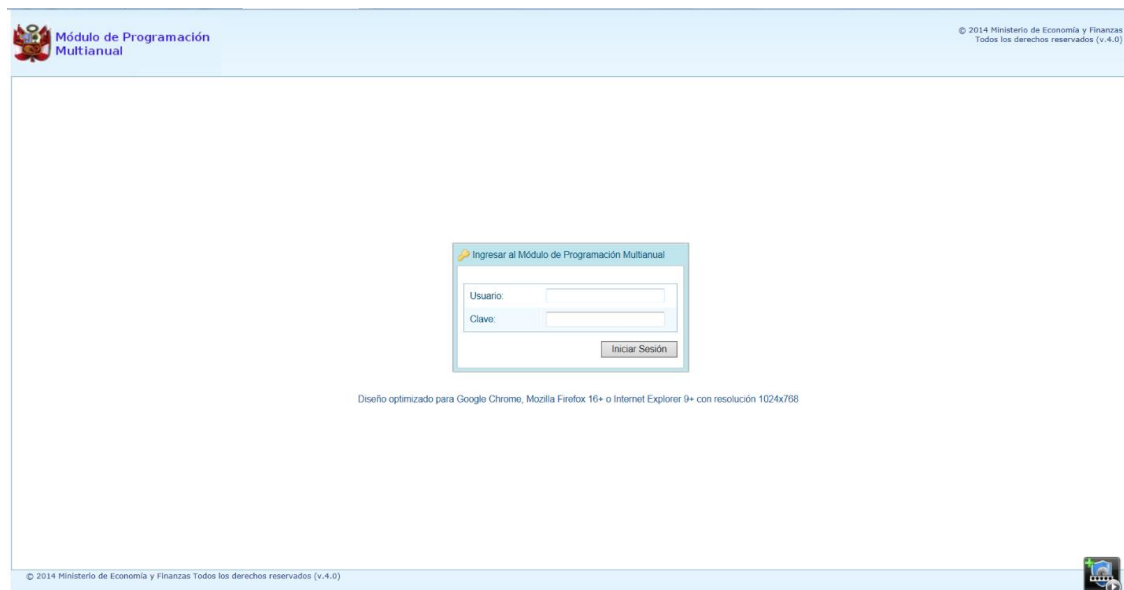 Módulo de Programación
Multianual
© 2014 Ministerio de Economía y Finanzas
Todos los derechos reservados (v.4.0)
Ingresar al Módulo de Programación Multianual
Usuario:
Clave:
Iniciar Sesión
Diseño optimizado para Google Chrome, Mozilla Firefox 16+ o Internet Explorer 9+ con resolución 1024x768
© 2014 Ministerio de Economía y Finanzas Todos los derechos reservados (v.4.0)